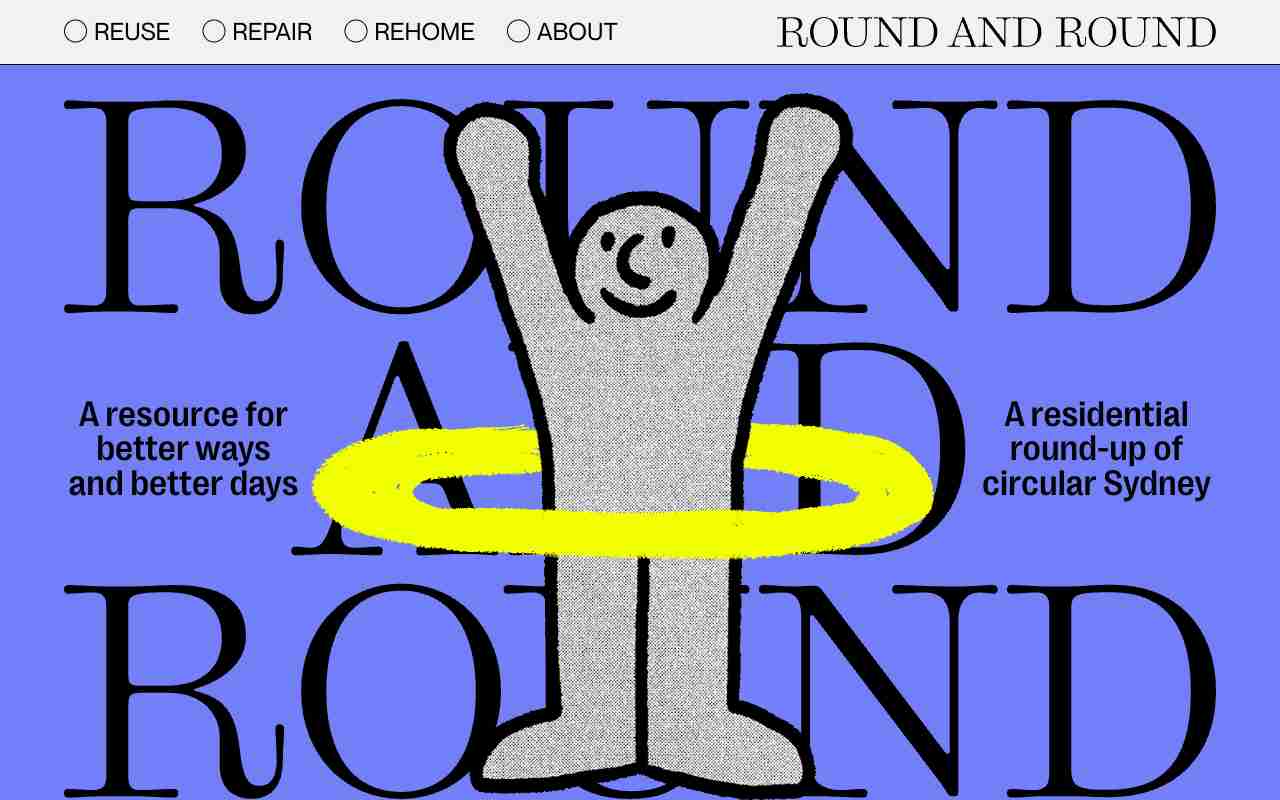 REUSE REPAIR REHOME ABOUT ROUND AND ROUND
ROUND
AND
A resource for
better ways
and better days
A residential
round-up of
circular Sydney
ROUND